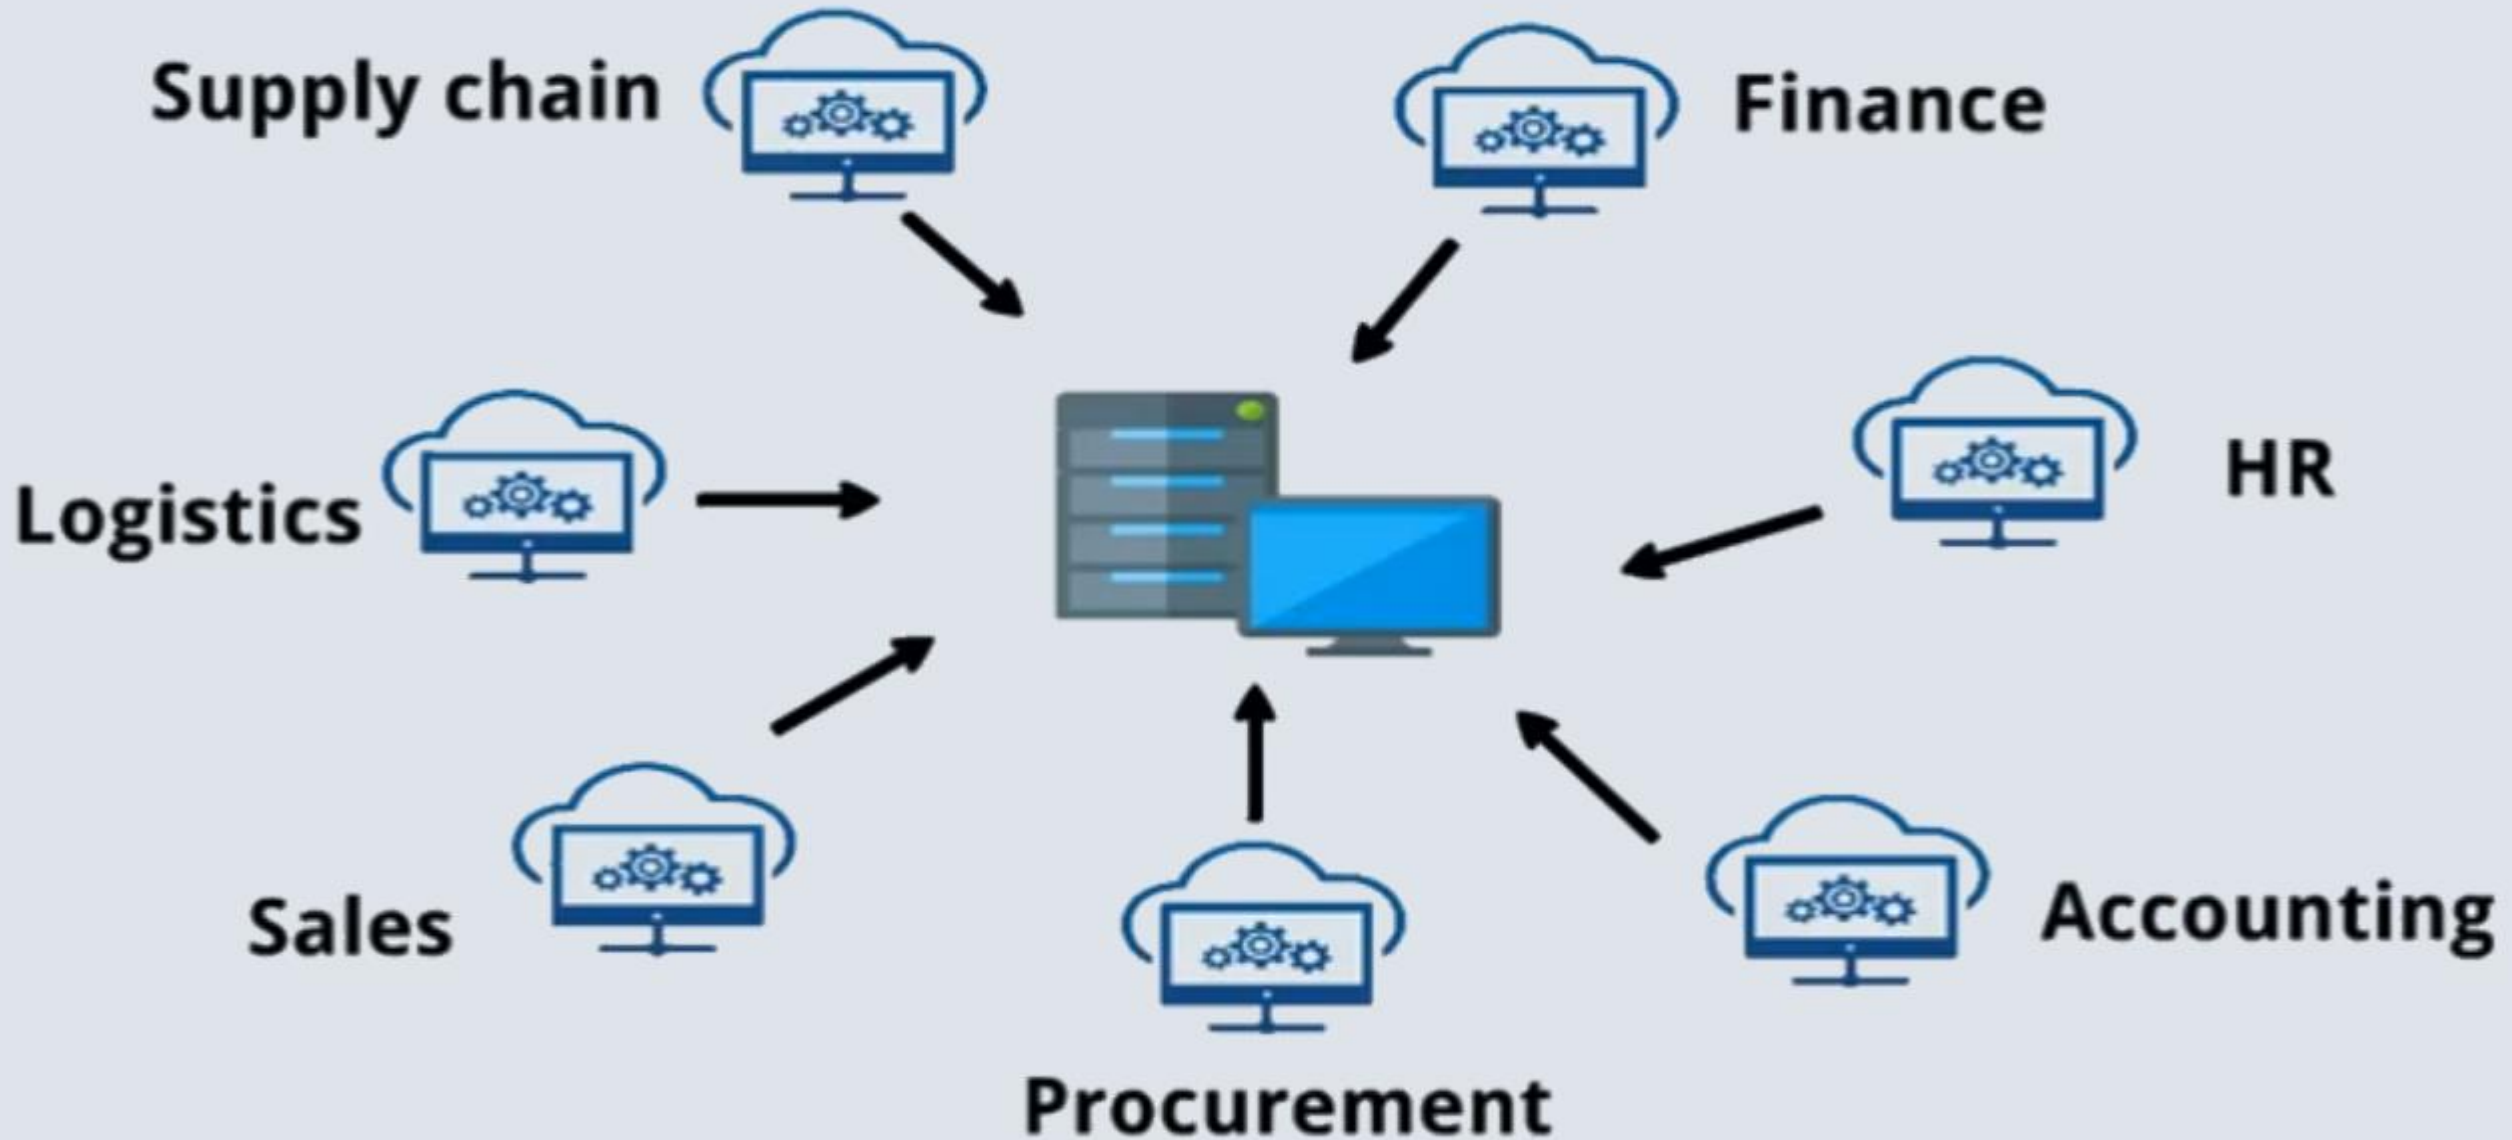 Supply chain
Finance
HR
Logistics
Sales
Accounting
Procurement